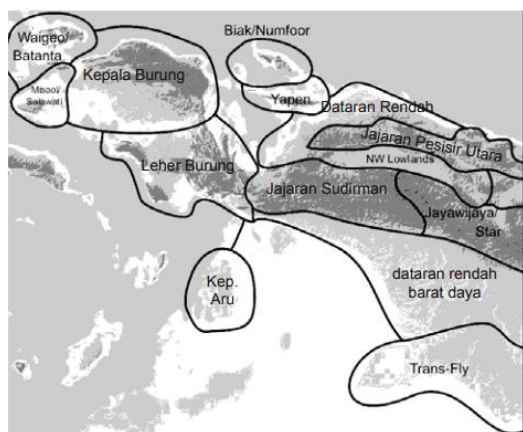 Waigeo/
Batanta
Biak/Numfoor
Kepala Burung
Misool/
Salawati
Yapen
Dataran Rendah
Jajaran Pesisir Utara
NW Lowlands
Leher Burung
Jajaran Sudirman
Jayawijaya/
Star
Kep.
Aru
dataran rendah
barat daya
Trans-Fly